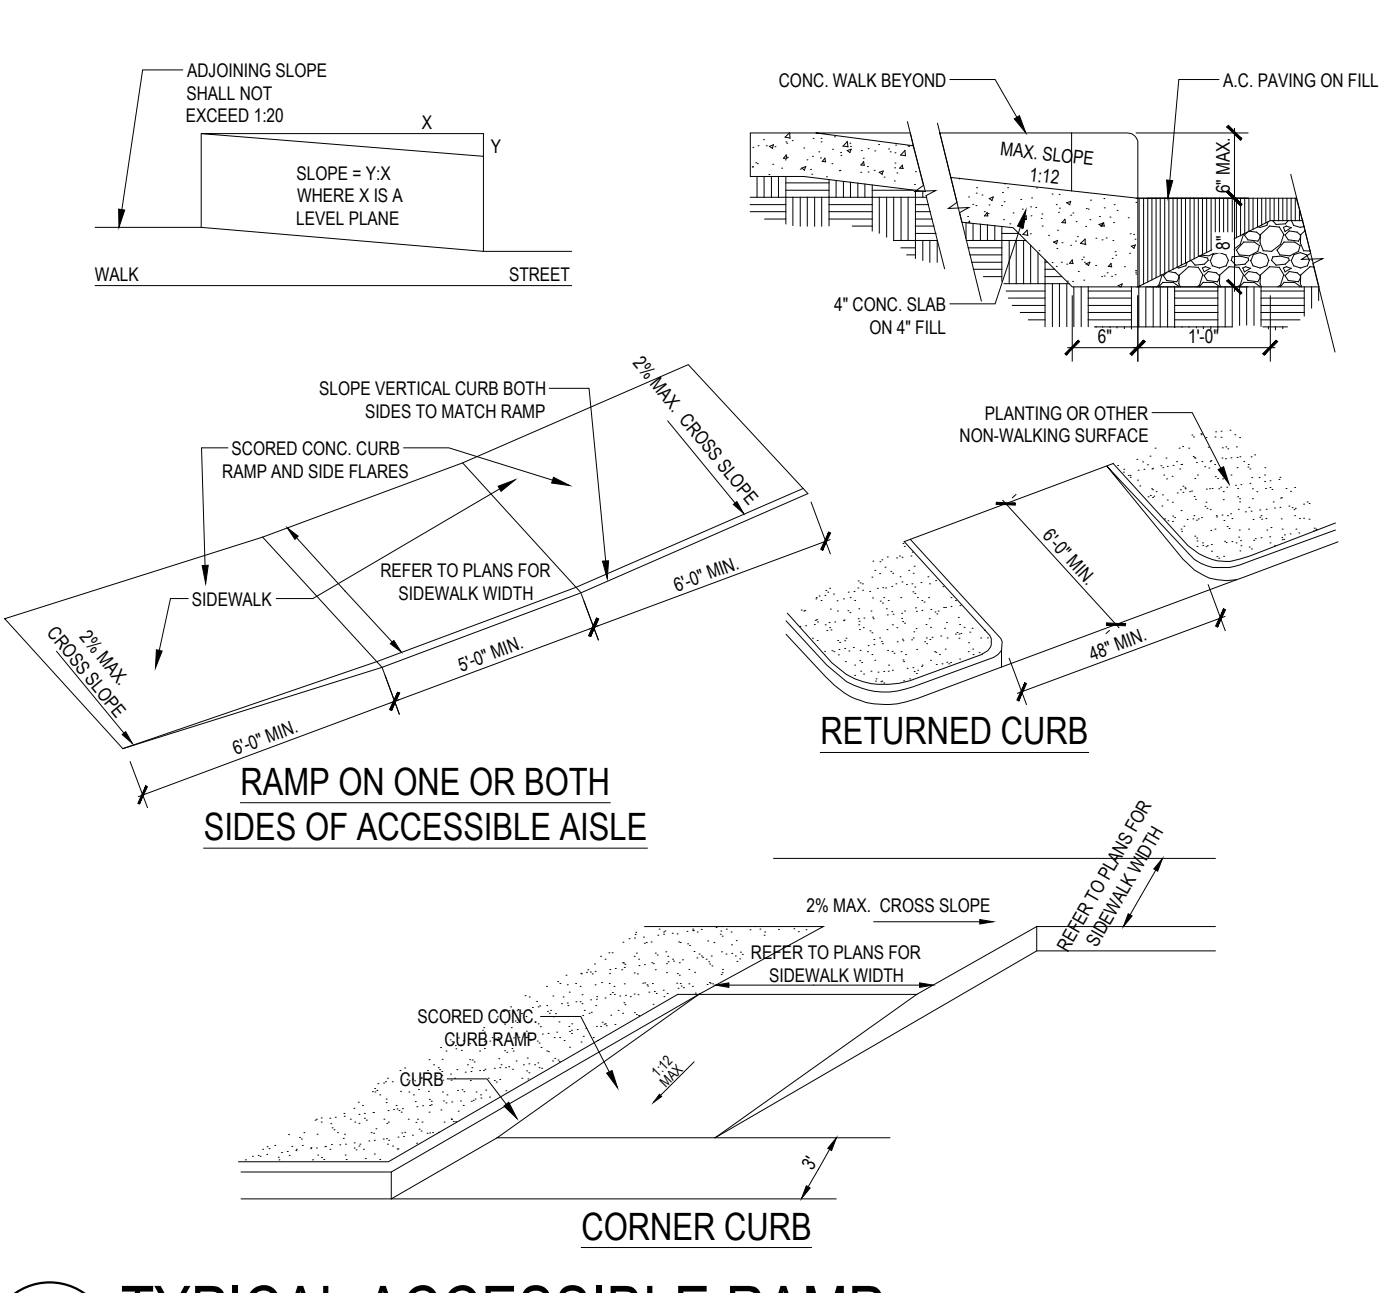 ADJOINING SLOPE
SHALL NOT
EXCEED 1:20
X
Y
SLOPE = Y:X
WHERE X IS A
LEVEL PLANE
WALK
STREET
CONC. WALK BEYOND
A.C. PAVING ON FILL
MAX. SLOPE
1:12
6" MAX.
8"
4" CONC. SLAB
ON 4" FILL
6"
1'-0"
SLOPE VERTICAL CURB BOTH
SIDES TO MATCH RAMP
SCORED CONC. CURB
RAMP AND SIDE FLARES
2% MAX. CROSS SLOPE
REFER TO PLANS FOR
SIDEWALK WIDTH
SIDEWALK
2% MAX.
CROSS SLOPE
6'-0" MIN.
5'-0" MIN.
6'-0" MIN.
RAMP ON ONE OR BOTH
SIDES OF ACCESSIBLE AISLE
PLANTING OR OTHER
NON-WALKING SURFACE
6'-0" MIN.
48" MIN.
RETURNED CURB
REFER TO PLANS FOR
SIDEWALK WIDTH
2% MAX. CROSS SLOPE
REFER TO PLANS FOR
SIDEWALK WIDTH
SCORED CONC.
CURB RAMP
CURB
1:12
MAX
3'
CORNER CURB
TYPICAL ACCESSIBLE RAMP